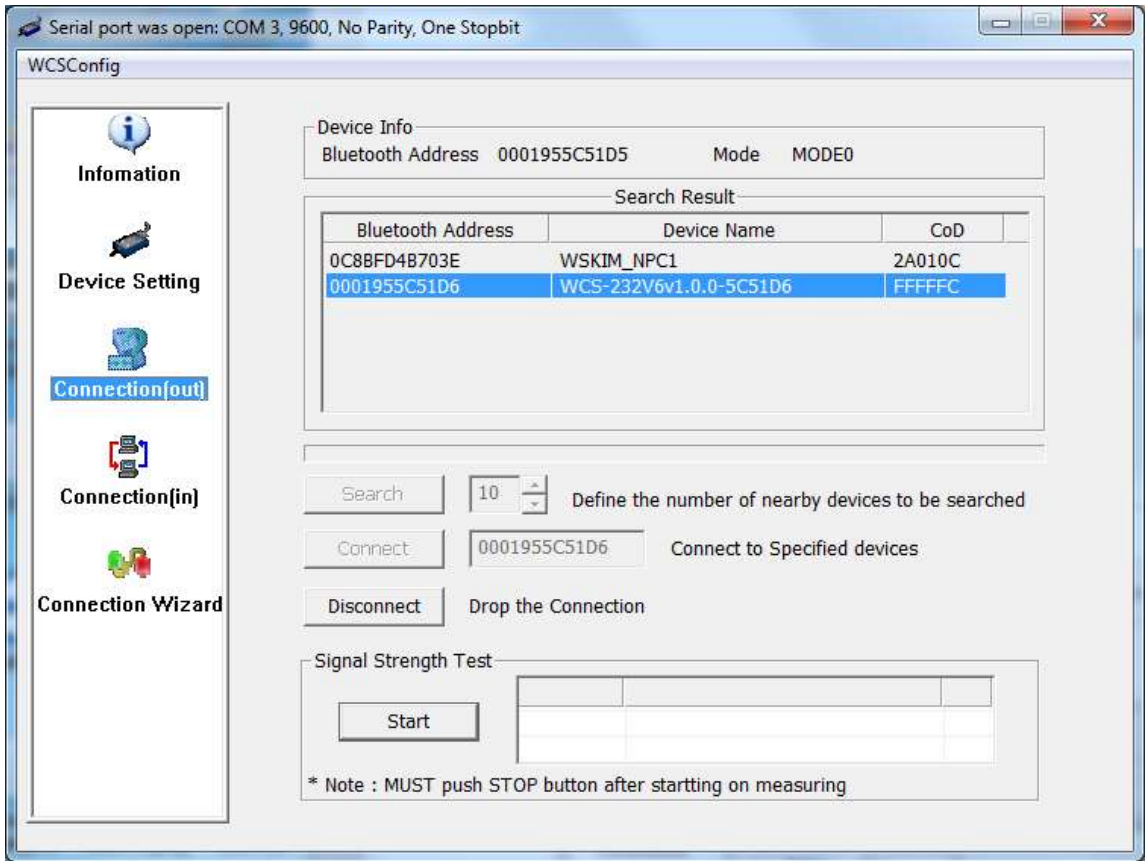 Serial port was open: COM 3, 9600, No Parity, One Stopbit
WCSConfig
Infomation
Device Setting
Connection(out)
Connection(in)
Connection Wizard
Device Info
Bluetooth Address 0001955C51D5 Mode MODE0
Search Result
Bluetooth Address Device Name CoD
0C8BFD4B703E WSKIM_NPC1 2A010C
0001955C51D6 WCS-232V6v1.0.0-5C51D6 FFFFFC
Search 10 Define the number of nearby devices to be searched
Connect 0001955C51D6 Connect to Specified devices
Disconnect Drop the Connection
Signal Strength Test
Start
* Note : MUST push STOP button after startting on measuring